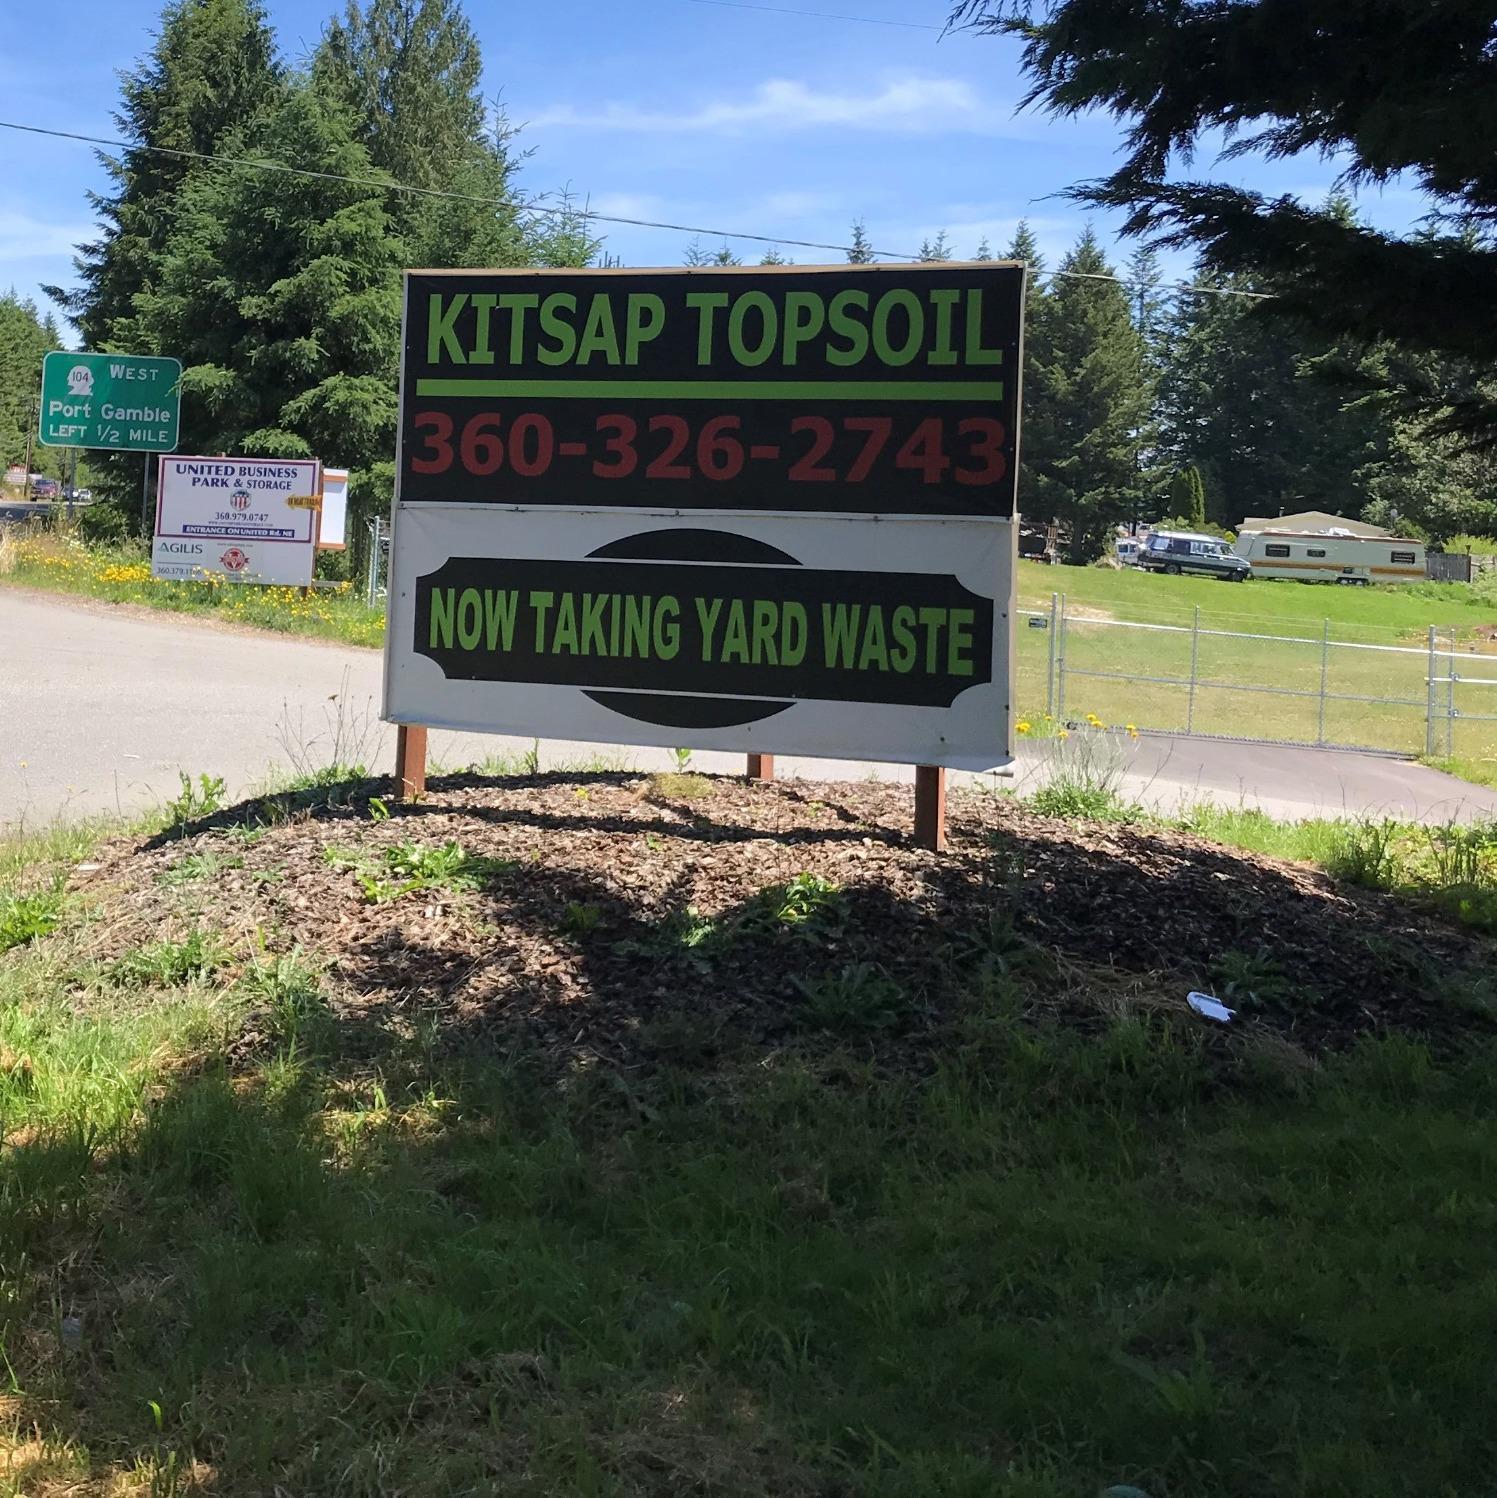 KITSAP TOPSOIL
360-326-2743
NOW TAKING YARD WASTE
104 WEST
Port Gamble
LEFT 1/2 MILE
UNITED BUSINESS
PARK & STORAGE
360.979.0747
ENTRANCE ON UNITED Rd. NE
AGILIS